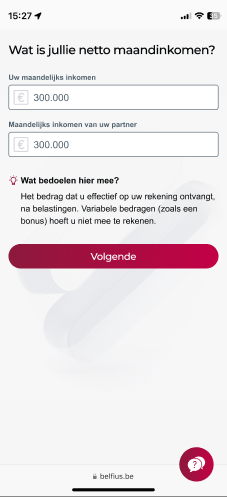 15:27
Wat is jullie netto maandinkomen?
Uw maandelijks inkomen
€ 300.000
Maandelijks inkomen van uw partner
€ 300.000
Wat bedoelen hier mee?
Het bedrag dat u effectief op uw rekening ontvangt,
na belastingen. Variabele bedragen (zoals een
bonus) hoeft u niet mee te rekenen.
Volgende
?
belfius.be